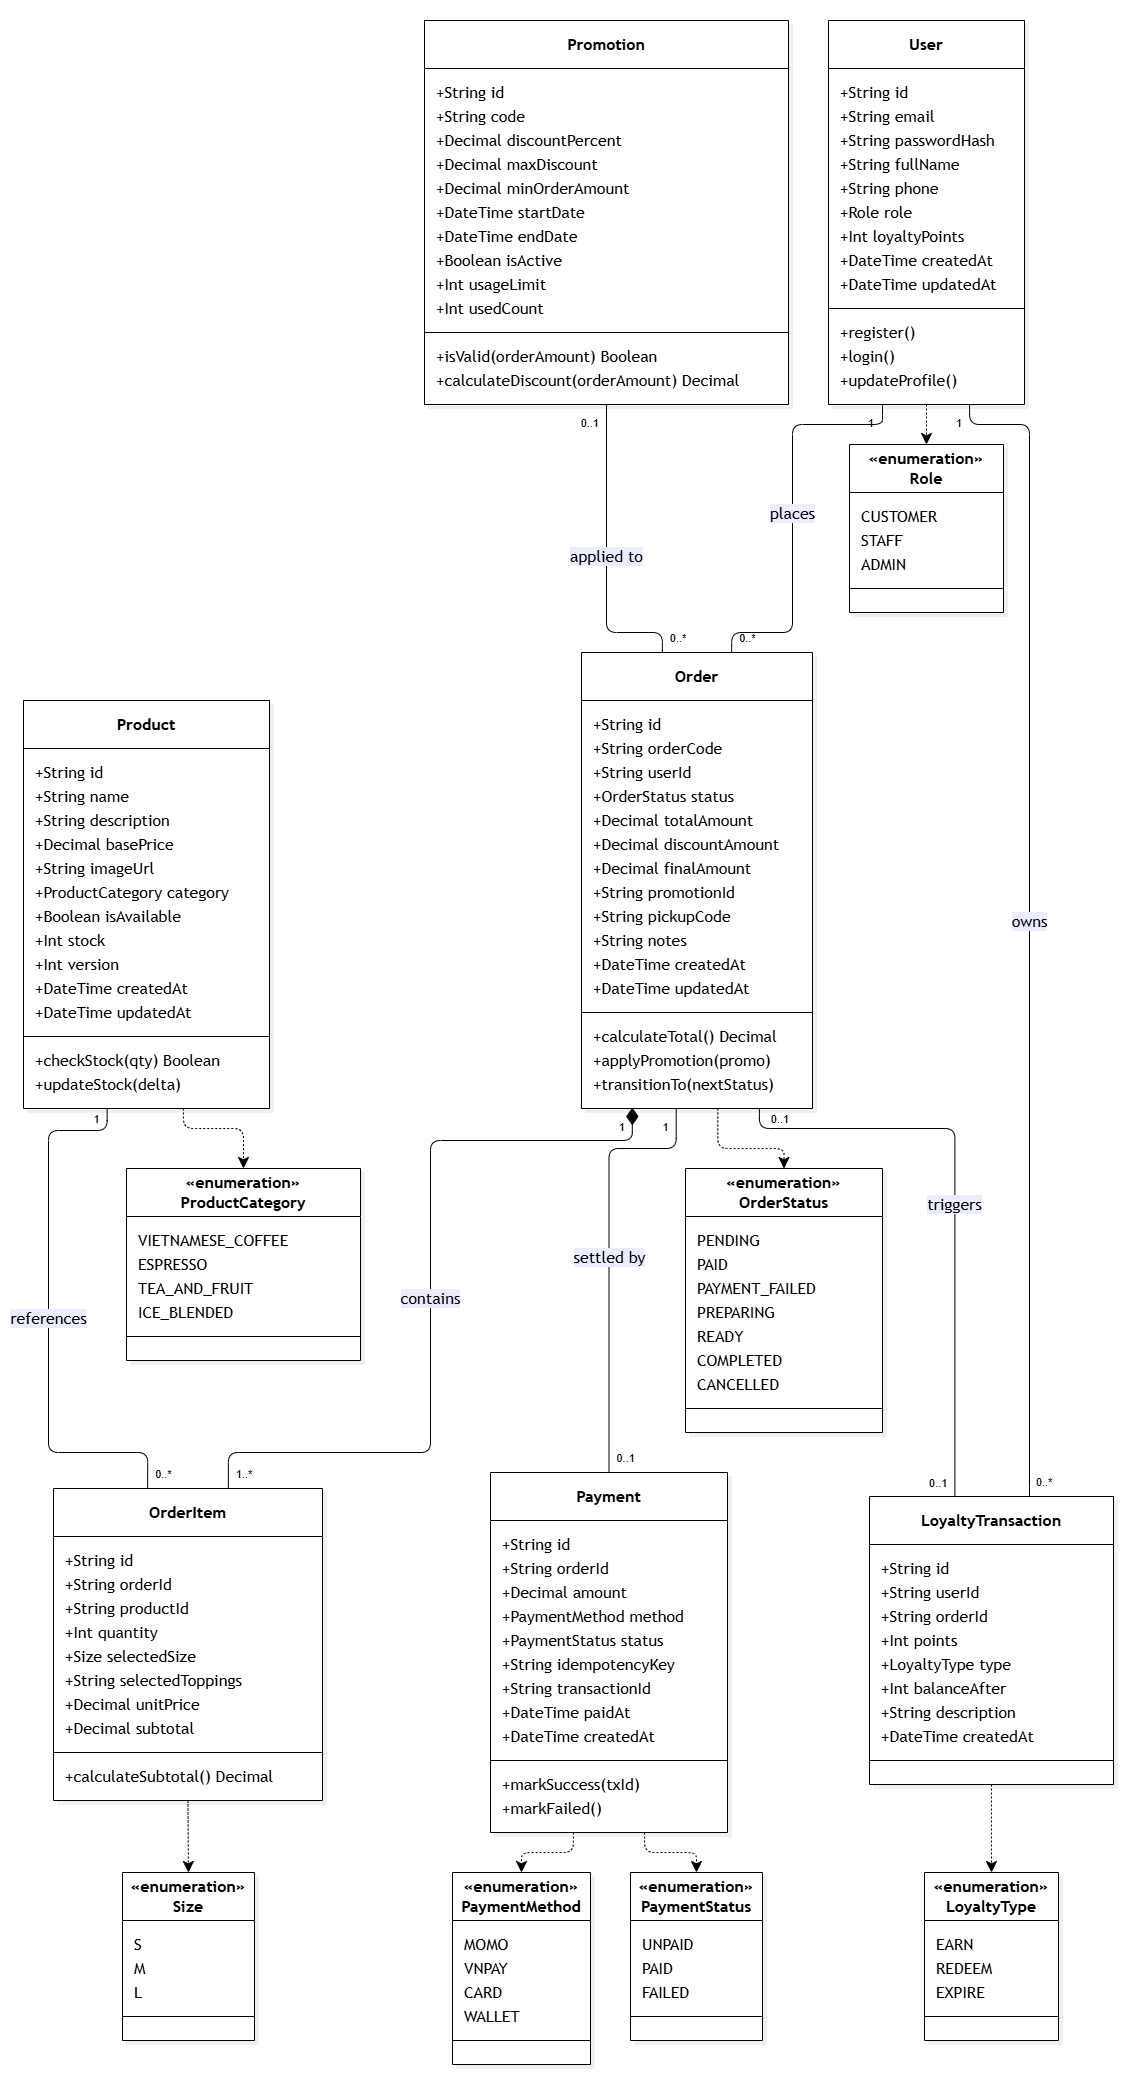 Promotion
+String id
+String code
+Decimal discountPercent
+Decimal maxDiscount
+Decimal minOrderAmount
+DateTime startDate
+DateTime endDate
+Boolean isActive
+Int usageLimit
+Int usedCount
+isValid(orderAmount) Boolean
+calculateDiscount(orderAmount) Decimal
User
+String id
+String email
+String passwordHash
+String fullName
+String phone
+Role role
+Int loyaltyPoints
+DateTime createdAt
+DateTime updatedAt
+register()
+login()
+updateProfile()
0..1
1
1
«enumeration»
Role
CUSTOMER
STAFF
ADMIN
places
applied to
0..*
0..*
Order
+String id
+String orderCode
+String userId
+OrderStatus status
+Decimal totalAmount
+Decimal discountAmount
+Decimal finalAmount
+String promotionId
+String pickupCode
+String notes
+DateTime createdAt
+DateTime updatedAt
+calculateTotal() Decimal
+applyPromotion(promo)
+transitionTo(nextStatus)
Product
+String id
+String name
+String description
+Decimal basePrice
+String imageUrl
+ProductCategory category
+Boolean isAvailable
+Int stock
+Int version
+DateTime createdAt
+DateTime updatedAt
+checkStock(qty) Boolean
+updateStock(delta)
owns
1
1
1
0..1
«enumeration»
ProductCategory
VIETNAMESE_COFFEE
ESPRESSO
TEA_AND_FRUIT
ICE_BLENDED
«enumeration»
OrderStatus
PENDING
PAID
PAYMENT_FAILED
PREPARING
READY
COMPLETED
CANCELLED
triggers
settled by
contains
references
0..*
1..*
0..1
0..1
0..*
OrderItem
+String id
+String orderId
+String productId
+Int quantity
+Size selectedSize
+String selectedToppings
+Decimal unitPrice
+Decimal subtotal
+calculateSubtotal() Decimal
Payment
+String id
+String orderId
+Decimal amount
+PaymentMethod method
+PaymentStatus status
+String idempotencyKey
+String transactionId
+DateTime paidAt
+DateTime createdAt
+markSuccess(txId)
+markFailed()
LoyaltyTransaction
+String id
+String userId
+String orderId
+Int points
+LoyaltyType type
+Int balanceAfter
+String description
+DateTime createdAt
«enumeration»
Size
S
M
L
«enumeration»
PaymentMethod
MOMO
VNPAY
CARD
WALLET
«enumeration»
PaymentStatus
UNPAID
PAID
FAILED
«enumeration»
LoyaltyType
EARN
REDEEM
EXPIRE